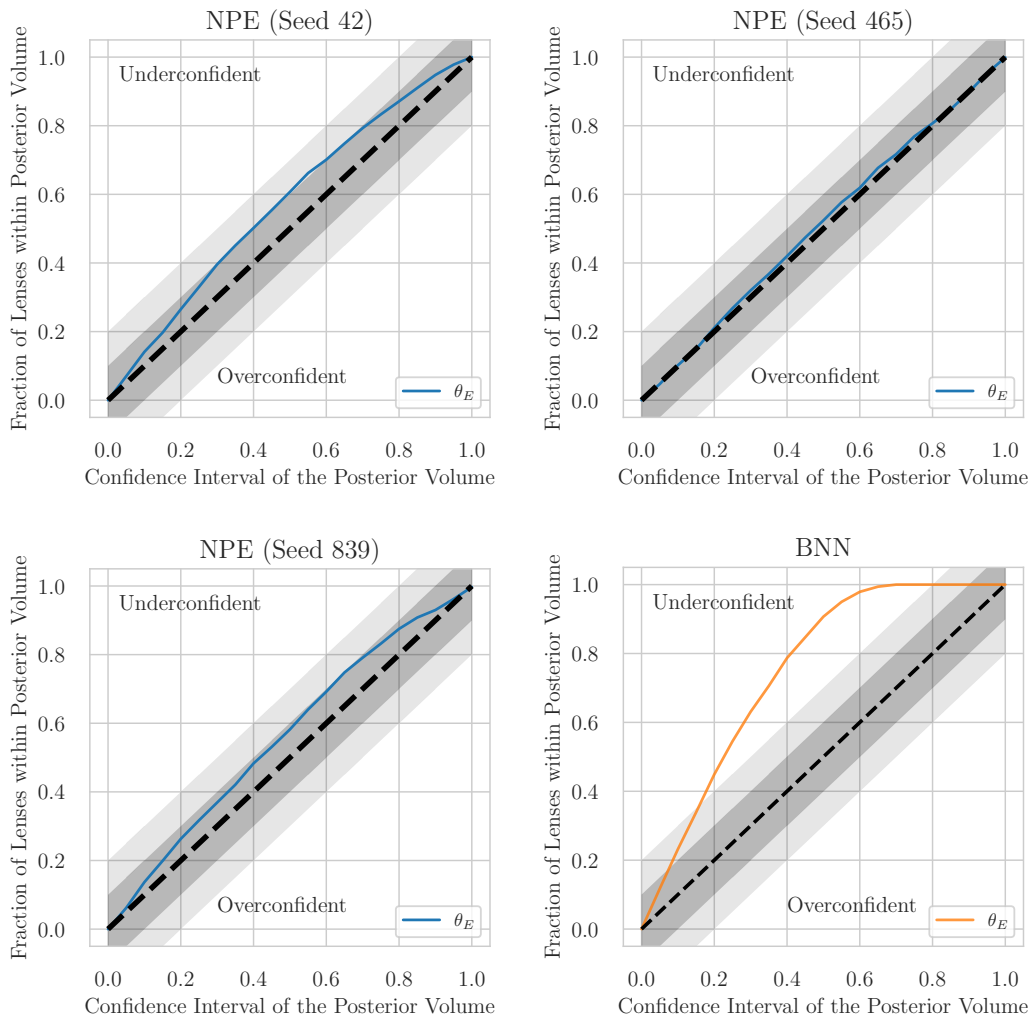 NPE (Seed 42)
Fraction of Lenses within Posterior Volume
1.0
0.8
0.6
0.4
0.2
0.0
Underconfident
Overconfident
θ_E
0.0 0.2 0.4 0.6 0.8 1.0
Confidence Interval of the Posterior Volume
NPE (Seed 465)
Fraction of Lenses within Posterior Volume
1.0
0.8
0.6
0.4
0.2
0.0
Underconfident
Overconfident
θ_E
0.0 0.2 0.4 0.6 0.8 1.0
Confidence Interval of the Posterior Volume
NPE (Seed 839)
Fraction of Lenses within Posterior Volume
1.0
0.8
0.6
0.4
0.2
0.0
Underconfident
Overconfident
θ_E
0.0 0.2 0.4 0.6 0.8 1.0
Confidence Interval of the Posterior Volume
BNN
Fraction of Lenses within Posterior Volume
1.0
0.8
0.6
0.4
0.2
0.0
Underconfident
Overconfident
θ_E
0.0 0.2 0.4 0.6 0.8 1.0
Confidence Interval of the Posterior Volume